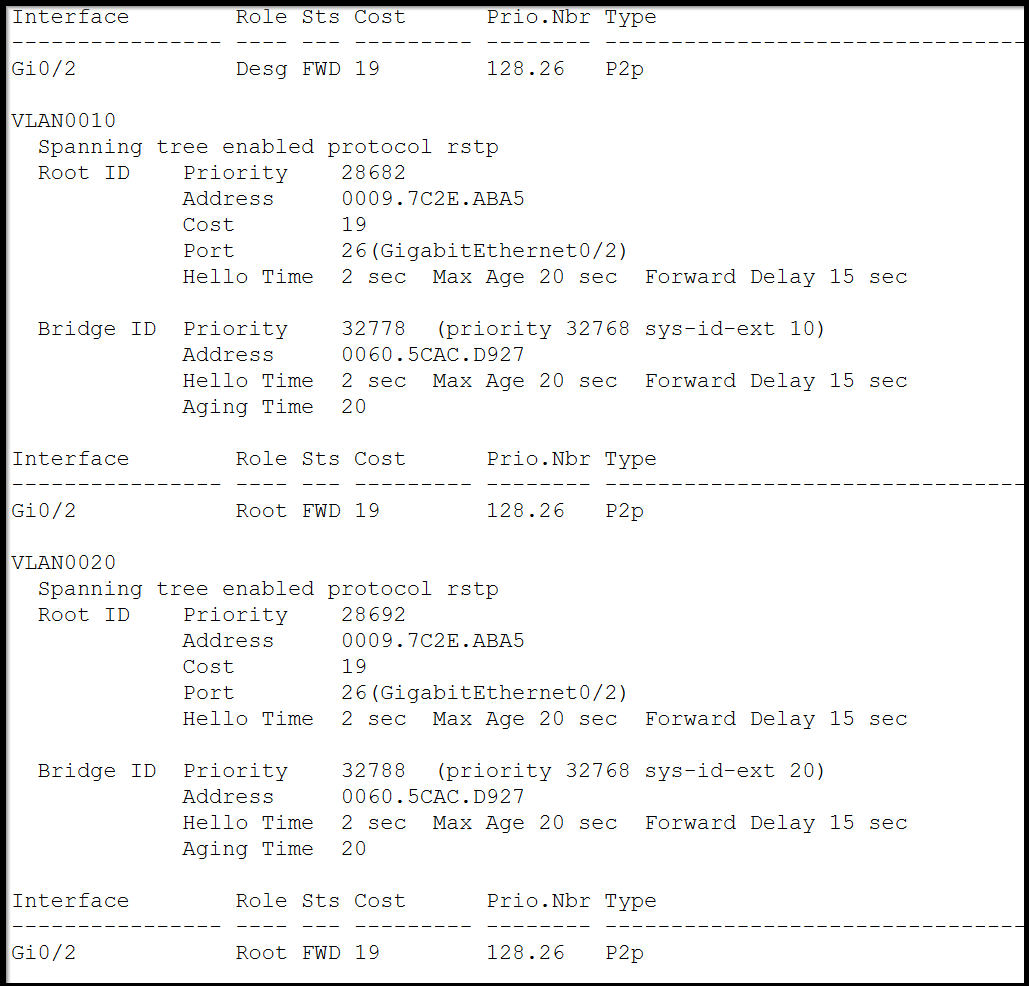 Interface        Role Sts Cost      Prio.Nbr Type
---------------- ---- --- --------- -------- --------------------------------
Gi0/2            Desg FWD 19        128.26   P2p

VLAN0010
  Spanning tree enabled protocol rstp
  Root ID    Priority    28682
             Address     0009.7C2E.ABA5
             Cost        19
             Port        26(GigabitEthernet0/2)
             Hello Time  2 sec  Max Age 20 sec  Forward Delay 15 sec

  Bridge ID  Priority    32778  (priority 32768 sys-id-ext 10)
             Address     0060.5CAC.D927
             Hello Time  2 sec  Max Age 20 sec  Forward Delay 15 sec
             Aging Time  20

Interface        Role Sts Cost      Prio.Nbr Type
---------------- ---- --- --------- -------- --------------------------------
Gi0/2            Root FWD 19        128.26   P2p

VLAN0020
  Spanning tree enabled protocol rstp
  Root ID    Priority    28692
             Address     0009.7C2E.ABA5
             Cost        19
             Port        26(GigabitEthernet0/2)
             Hello Time  2 sec  Max Age 20 sec  Forward Delay 15 sec

  Bridge ID  Priority    32788  (priority 32768 sys-id-ext 20)
             Address     0060.5CAC.D927
             Hello Time  2 sec  Max Age 20 sec  Forward Delay 15 sec
             Aging Time  20

Interface        Role Sts Cost      Prio.Nbr Type
---------------- ---- --- --------- -------- --------------------------------
Gi0/2            Root FWD 19        128.26   P2p